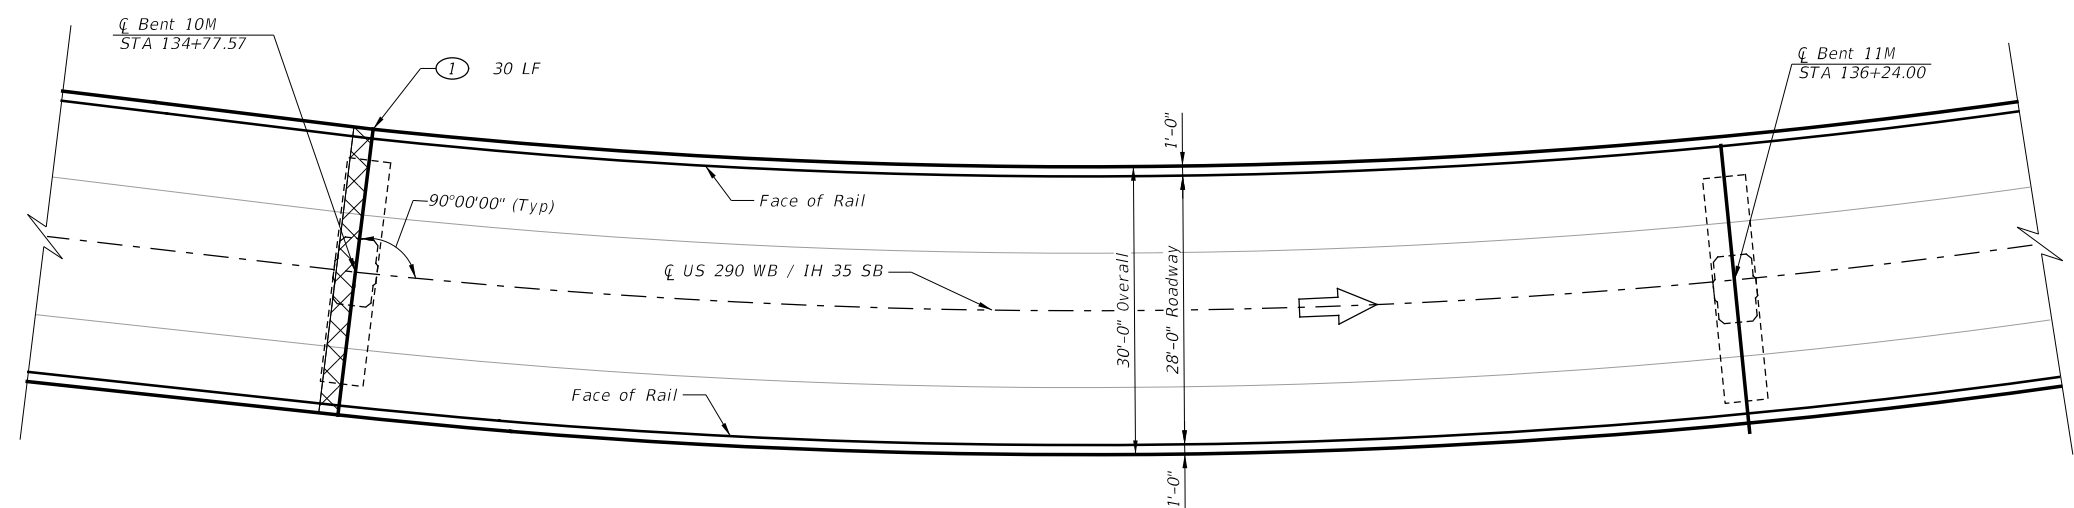 ℄ Bent 10M
STA 134+77.57
1 30 LF
℄ Bent 11M
STA 136+24.00
1'-0"
90°00'00" (Typ)
Face of Rail
℄ US 290 WB / IH 35 SB
30'-0" Overall
28'-0" Roadway
Face of Rail
1'-0"